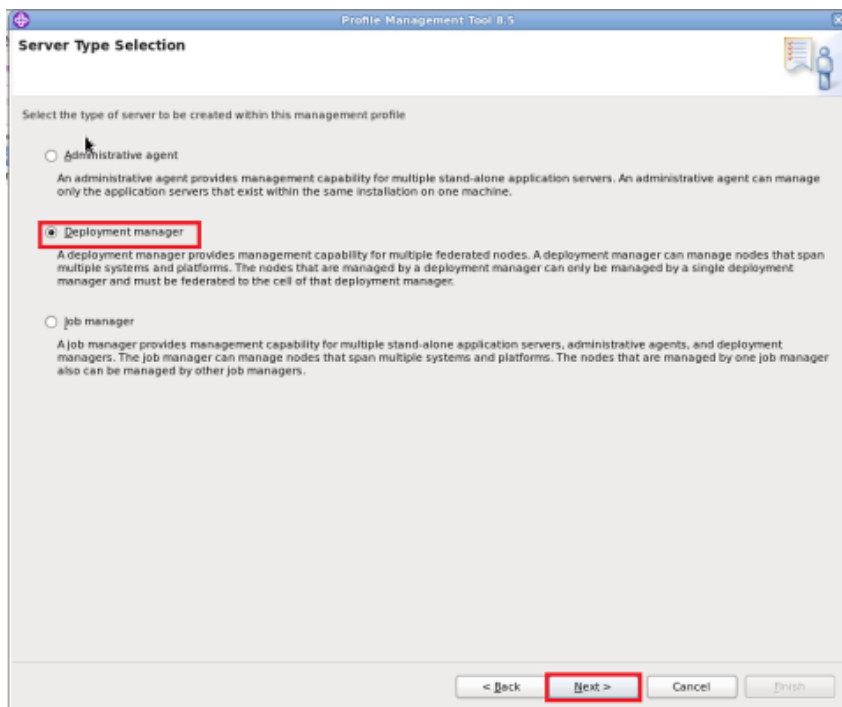 Profile Management Tool 8.5
Server Type Selection
Select the type of server to be created within this management profile
Administrative agent
An administrative agent provides management capability for multiple stand-alone application servers. An administrative agent can manage
only the application servers that exist within the same installation on one machine.
Deployment manager
A deployment manager provides management capability for multiple federated nodes. A deployment manager can manage nodes that span
multiple systems and platforms. The nodes that are managed by a deployment manager can only be managed by a single deployment
manager and must be federated to the cell of that deployment manager.
Job manager
A job manager provides management capability for multiple stand-alone application servers, administrative agents, and deployment
managers. The job manager can manage nodes that span multiple systems and platforms. The nodes that are managed by one job manager
also can be managed by other job managers.
< Back Next > Cancel Finish